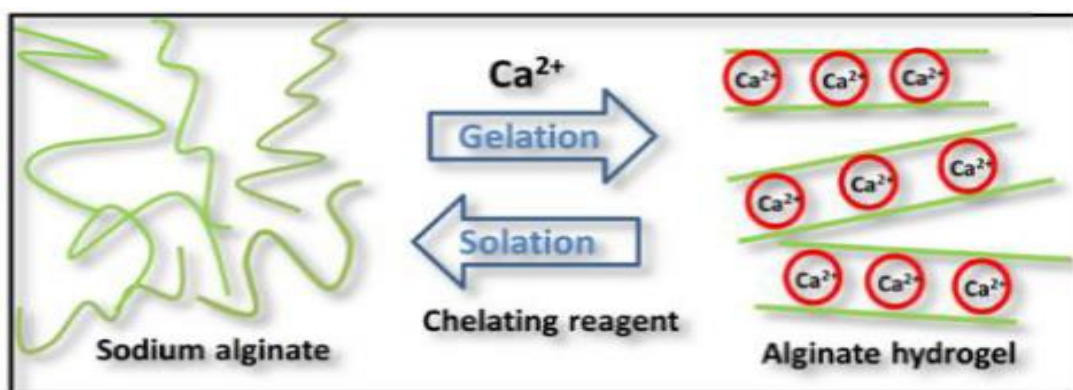 Ca²⁺
Gelation
Solation
Chelating reagent
Sodium alginate
Ca²⁺ Ca²⁺ Ca²⁺
Ca²⁺ Ca²⁺ Ca²⁺
Ca²⁺ Ca²⁺ Ca²⁺
Alginate hydrogel